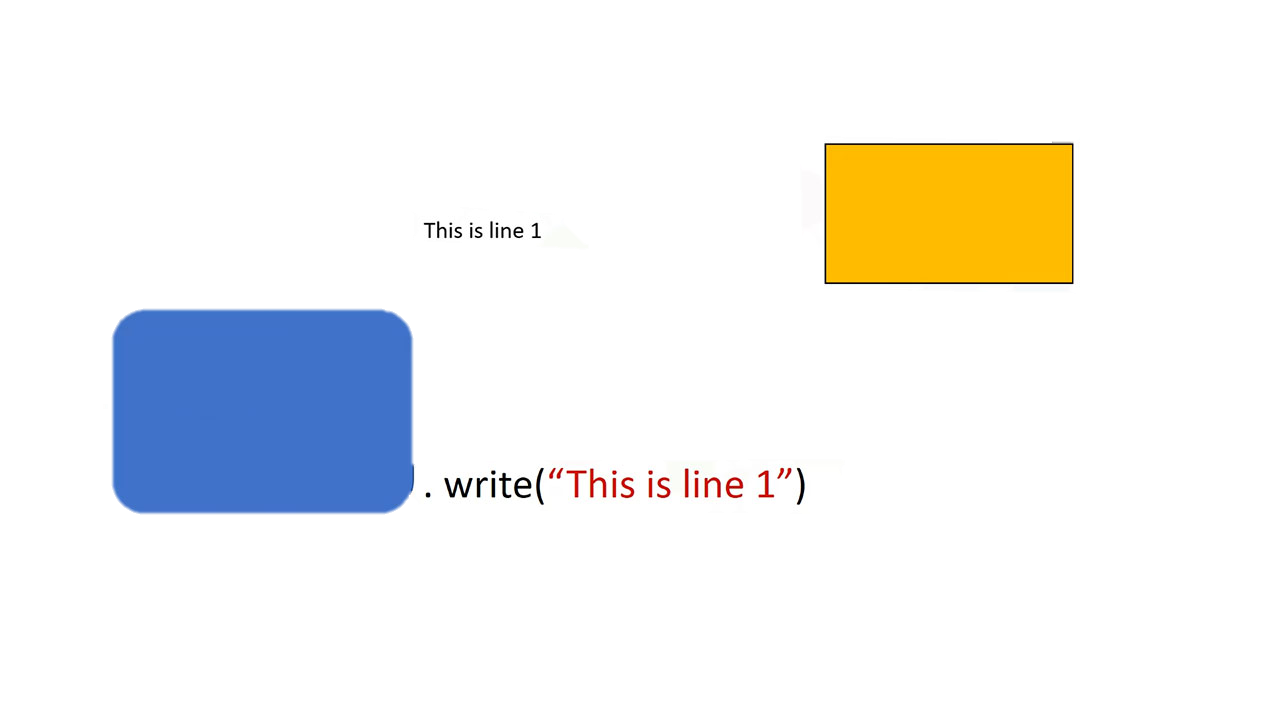 This is line 1
. write(“This is line 1”)